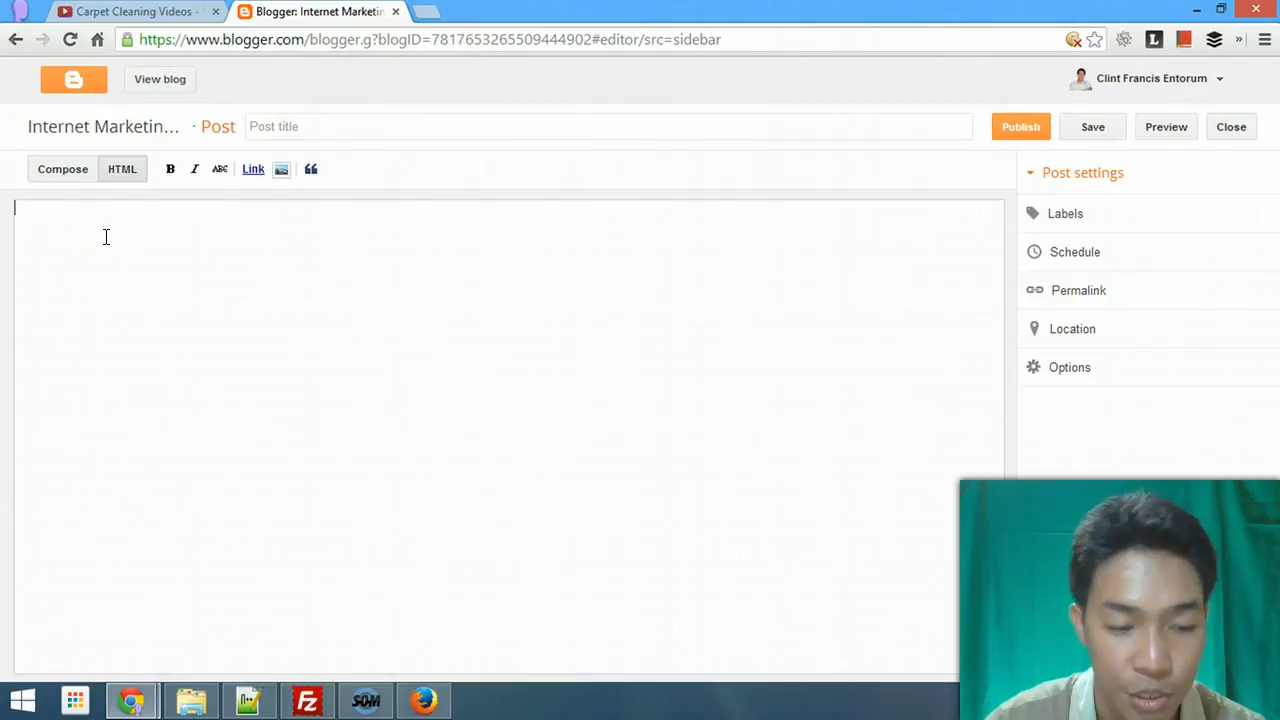 Carpet Cleaning Videos -
Blogger: Internet Marketin
https://www.blogger.com/blogger.g?blogID=7817653265509444902#editor/src=sidebar
View blog
Clint Francis Entorum
Internet Marketin... · Post
Post title
Publish
Save
Preview
Close
Compose
HTML
B
I
ABC
Link
Post settings
Labels
Schedule
Permalink
Location
Options
SOM